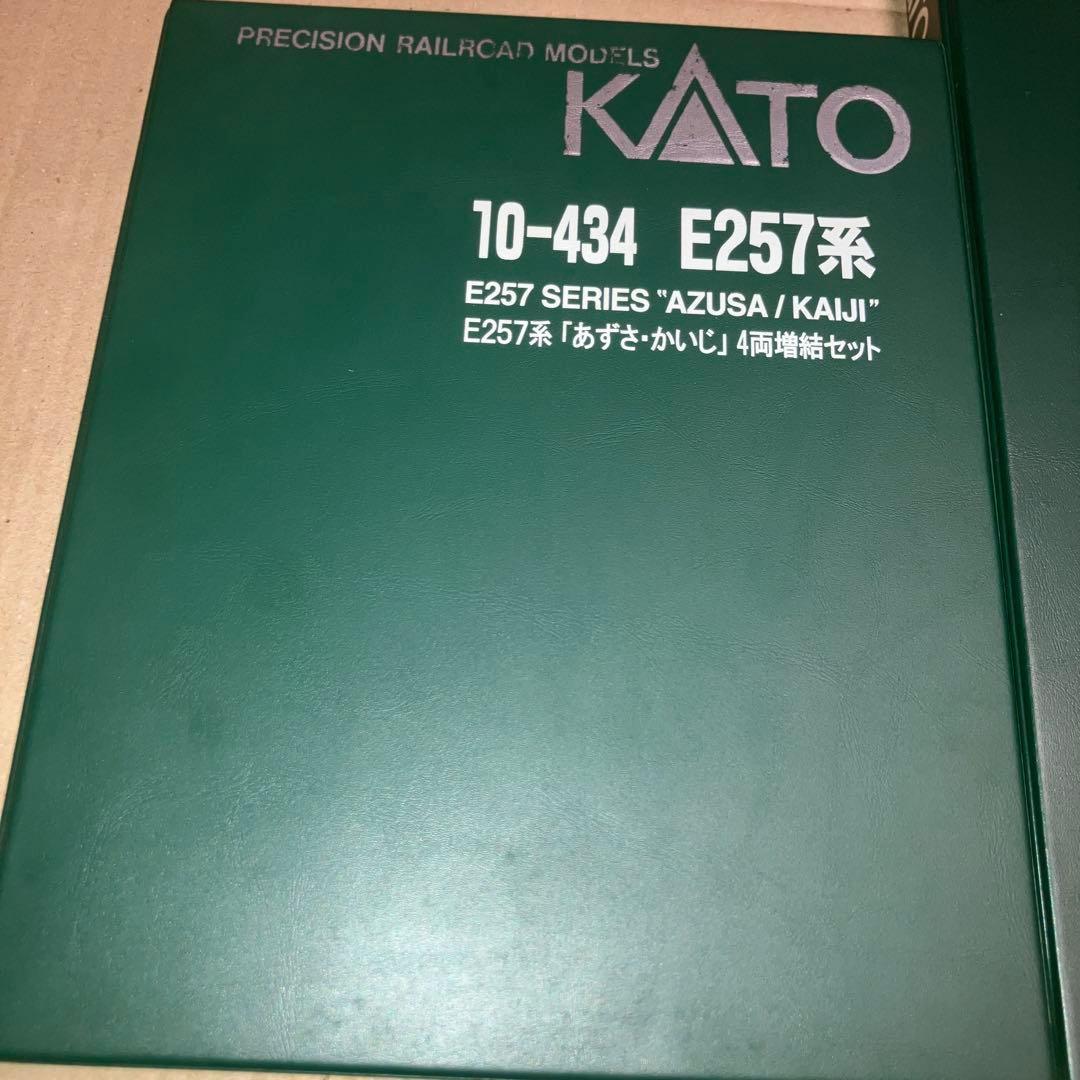 PRECISION RAILROAD MODELS
KATO
10-434 E257系
E257 SERIES "AZUSA / KAIJI"
E257系「あずさ・かいじ」4両増結セット